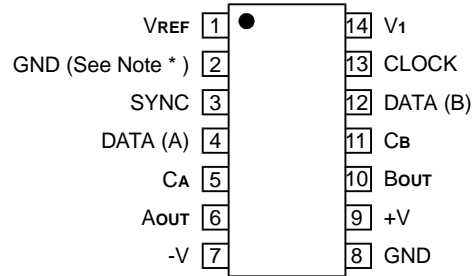 VREF 1 14 V1
GND (See Note * ) 2 13 CLOCK
SYNC 3 12 DATA (B)
DATA (A) 4 11 CB
CA 5 10 BOUT
AOUT 6 9 +V
-V 7 8 GND